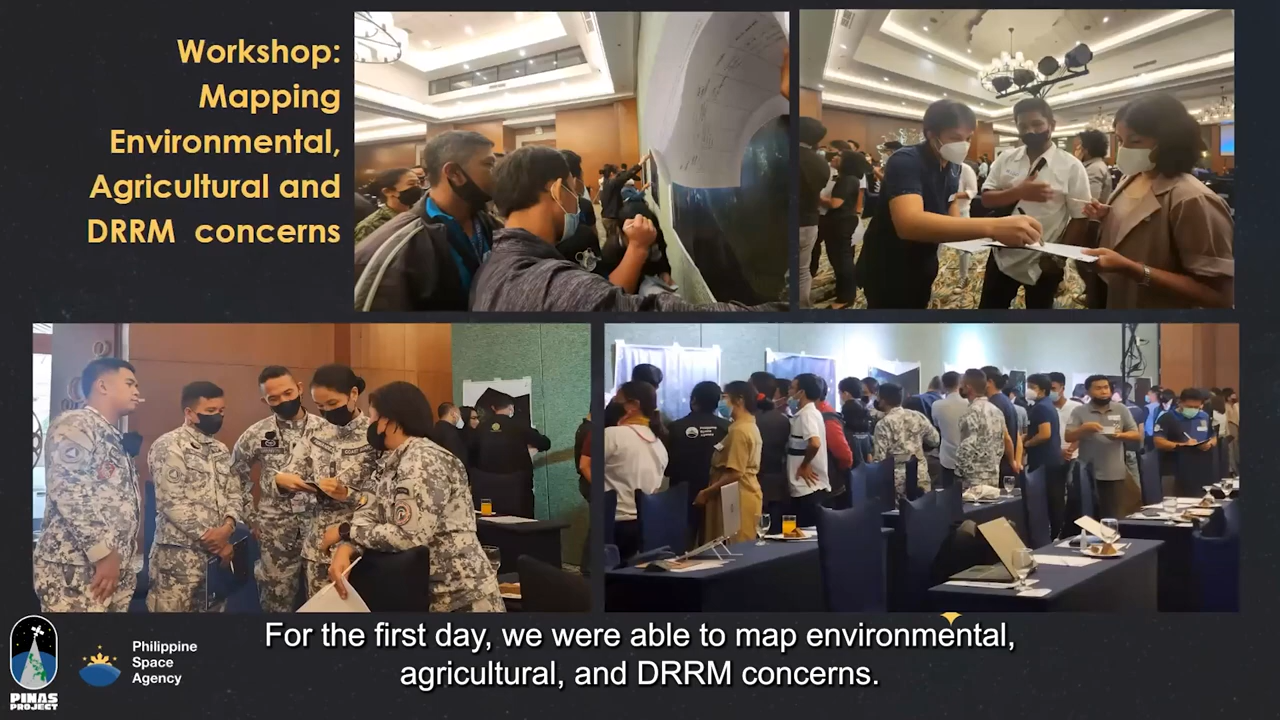 Workshop:
Mapping
Environmental,
Agricultural and
DRRM concerns
For the first day, we were able to map environmental,
agricultural, and DRRM concerns.
PINAS
PROJECT
Philippine
Space
Agency